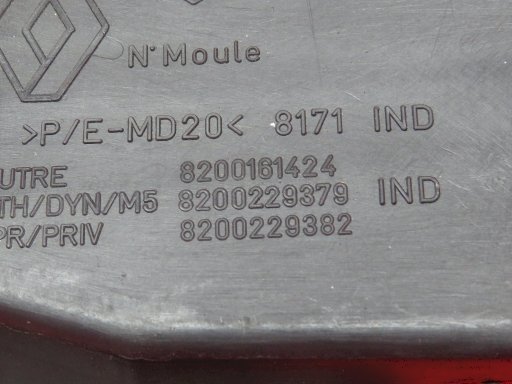 N° Moule
>P/E-MD20< 8171 IND
UTRE 8200161424
TH/DYN/M5 8200229379 IND
PR/PRIV 8200229382